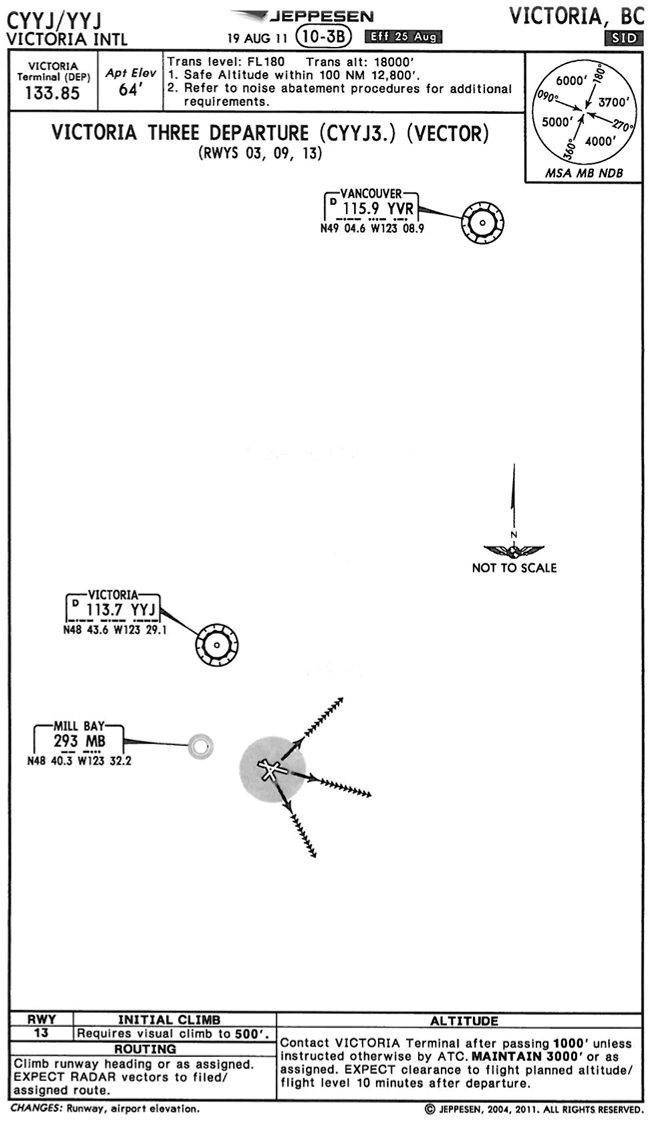 CYYJ/YYJ
VICTORIA INTL
JEPPESEN
19 AUG 11 10-3B Eff 25 Aug
VICTORIA, BC
SID
VICTORIA
Terminal (DEP)
133.85
Apt Elev
64'
Trans level: FL180 Trans alt: 18000'
1. Safe Altitude within 100 NM 12,800'.
2. Refer to noise abatement procedures for additional
requirements.
6000'
180°
090°
3700'
5000'
270°
4000'
360°
MSA MB NDB
VICTORIA THREE DEPARTURE (CYYJ3.) (VECTOR)
(RWYS 03, 09, 13)
VANCOUVER
D 115.9 YVR
N49 04.6 W123 08.9
N
NOT TO SCALE
VICTORIA
D 113.7 YYJ
N48 43.6 W123 29.1
MILL BAY
293 MB
N48 40.3 W123 32.2
RWY INITIAL CLIMB
13 Requires visual climb to 500'.
ROUTING
Climb runway heading or as assigned.
EXPECT RADAR vectors to filed/
assigned route.
ALTITUDE
Contact VICTORIA Terminal after passing 1000' unless
instructed otherwise by ATC. MAINTAIN 3000' or as
assigned. EXPECT clearance to flight planned altitude/
flight level 10 minutes after departure.
CHANGES: Runway, airport elevation.
© JEPPESEN, 2004, 2011. ALL RIGHTS RESERVED.